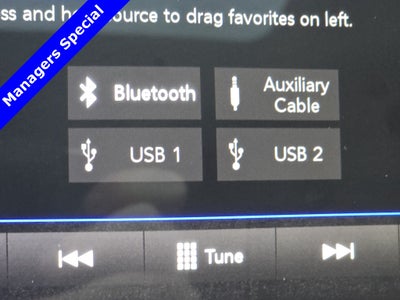 Managers Special
ss and h source to drag favorites on left.
Bluetooth
Auxiliary
Cable
USB 1
USB 2
Tune